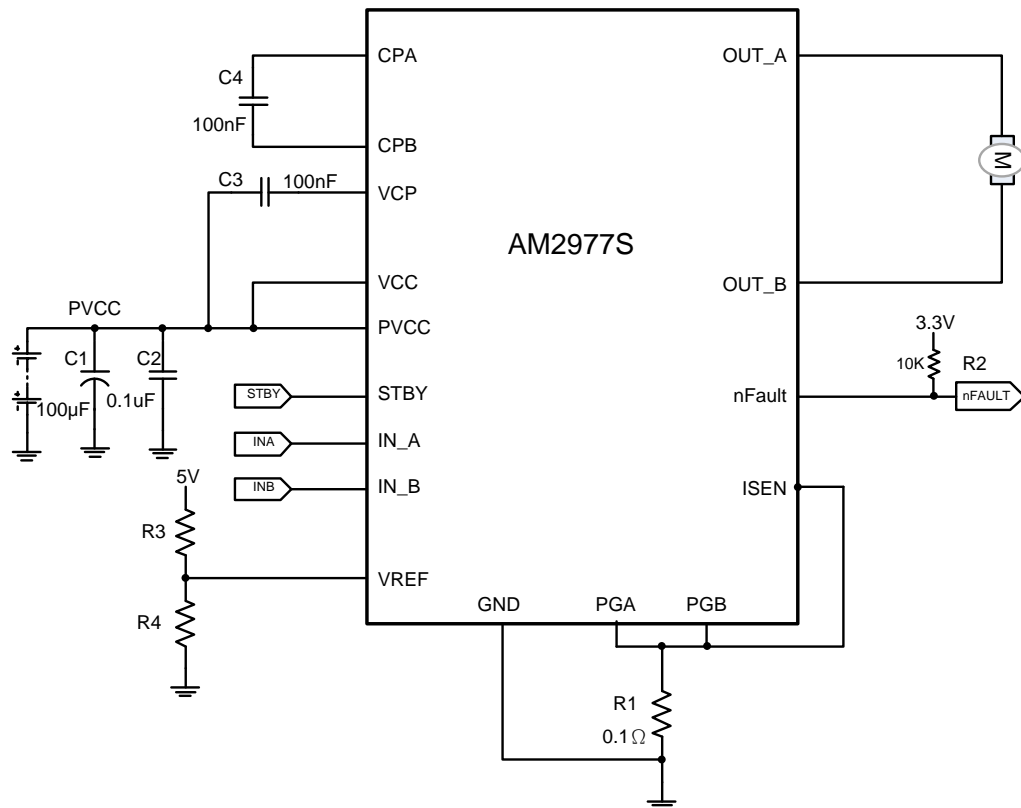 CPA
OUT_A
C4
100nF
CPB
M
C3
100nF
VCP
AM2977S
VCC
OUT_B
PVCC
PVCC
3.3V
C1
C2
10K
R2
100µF
0.1uF
STBY
STBY
nFault
nFAULT
INA
IN_A
INB
IN_B
ISEN
5V
R3
VREF
R4
GND
PGA
PGB
R1
0.1Ω